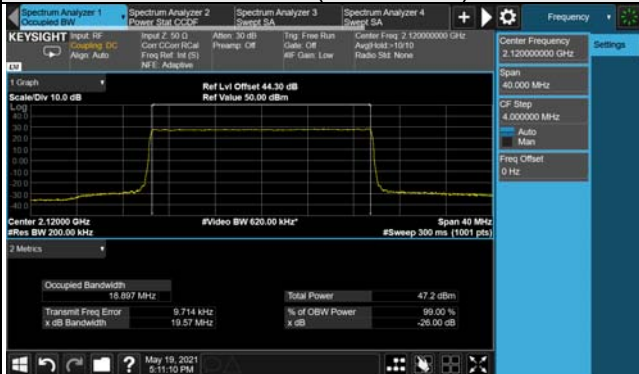 Spectrum Analyzer 1
Occupied BW
Spectrum Analyzer 2
Power Stat CCDF
Spectrum Analyzer 3
Swept SA
Spectrum Analyzer 4
Swept SA
Frequency
KEYSIGHT
Input: RF
Coupling: DC
Align: Auto
Input Z: 50 Ω
Corr CCorr RCal
Freq Ref: Int (S)
NFE: Adaptive
Atten: 30 dB
Preamp: Off
Trig: Free Run
Gate: Off
#IF Gain: Low
Center Freq: 2.120000000 GHz
Avg|Hold:>10/10
Radio Std: None
Center Frequency
2.120000000 GHz
Settings
Span
40.000 MHz
CF Step
4.000000 MHz
Auto
Man
Freq Offset
0 Hz
1 Graph
Scale/Div 10.0 dB
Ref Lvl Offset 44.30 dB
Ref Value 50.00 dBm
Log
40.0
30.0
20.0
10.0
0.00
-10.0
-20.0
-30.0
-40.0
Center 2.12000 GHz
#Res BW 200.00 kHz
#Video BW 620.00 kHz*
Span 40 MHz
#Sweep 300 ms (1001 pts)
2 Metrics
Occupied Bandwidth
18.897 MHz
Total Power 47.2 dBm
Transmit Freq Error 9.714 kHz
% of OBW Power 99.00 %
x dB Bandwidth 19.57 MHz
x dB -26.00 dB
May 19, 2021
5:11:10 PM